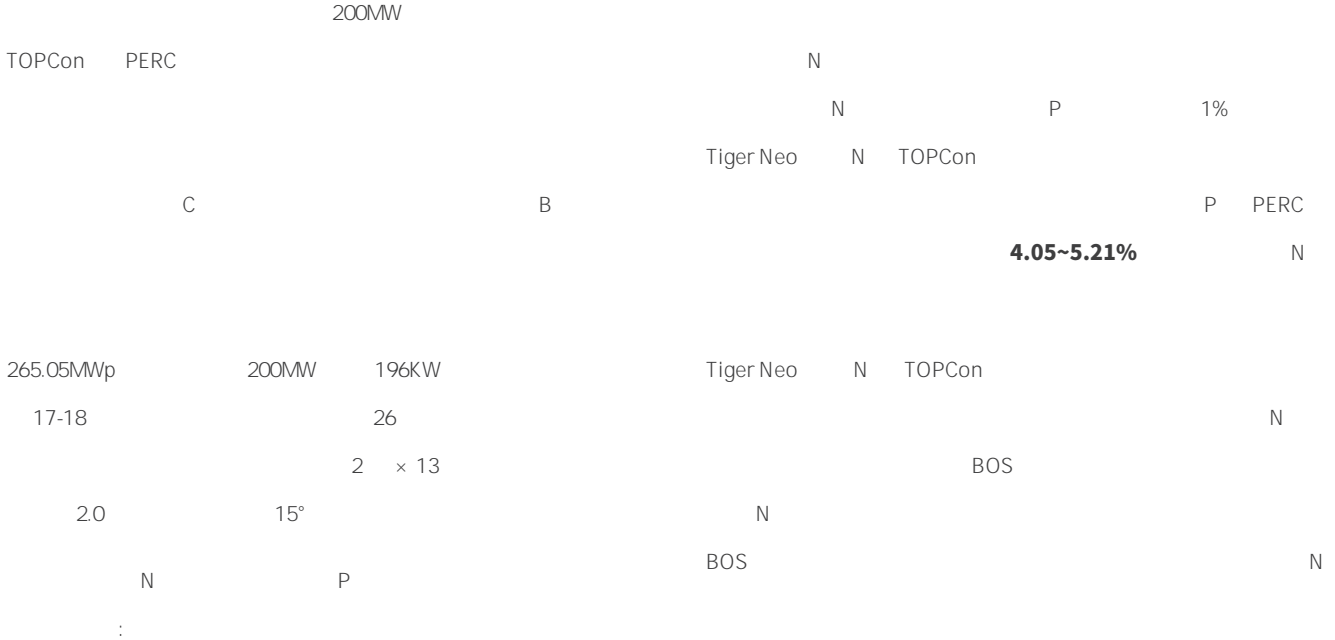 200MW
TOPCon PERC
C B
265.05MWp 200MW 196KW
17-18 26
2 × 13
2.0 15°
N P
:
N
N P 1%
Tiger Neo N TOPCon
P PERC
4.05~5.21% N
Tiger Neo N TOPCon
N
BOS
N
BOS N